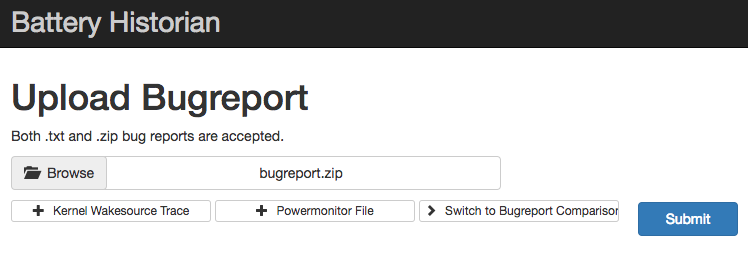 Battery Historian
Upload Bugreport
Both .txt and .zip bug reports are accepted.
Browse bugreport.zip
Kernel Wakesource Trace Powermonitor File Switch to Bugreport Comparison Submit